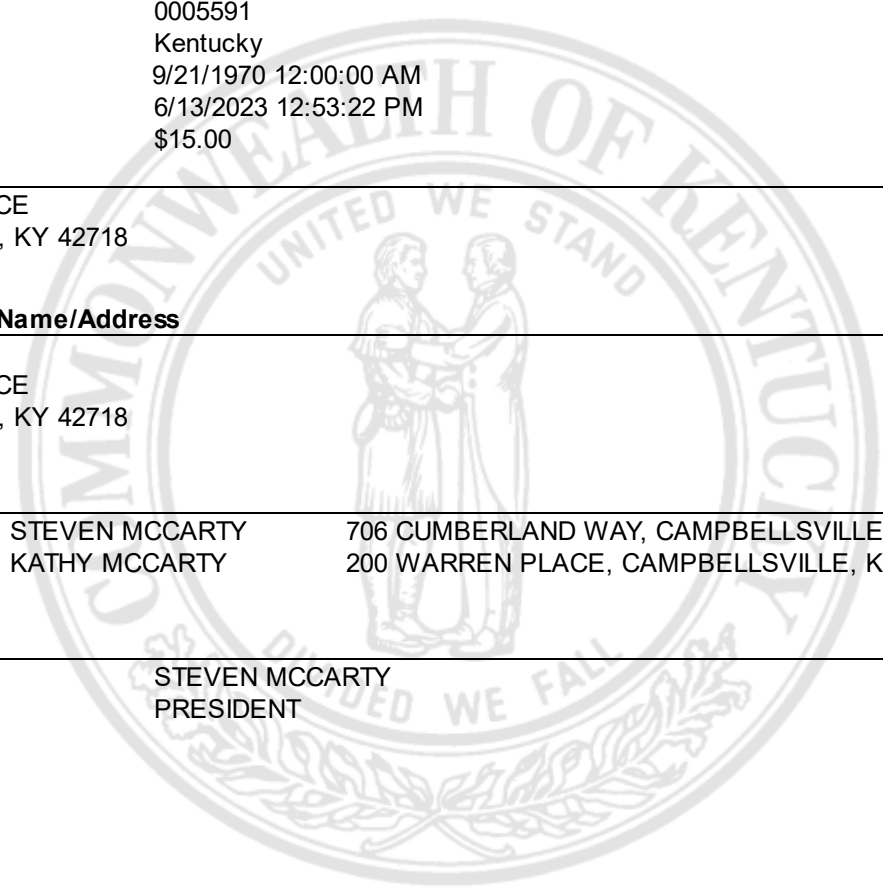 0005591
Kentucky
9/21/1970 12:00:00 AM
6/13/2023 12:53:22 PM
$15.00
CE
, KY 42718
Name/Address
CE
, KY 42718
STEVEN MCCARTY 706 CUMBERLAND WAY, CAMPBELLSVILLE
KATHY MCCARTY 200 WARREN PLACE, CAMPBELLSVILLE, K
STEVEN MCCARTY
PRESIDENT
COMMONWEALTH OF KENTUCKY
UNITED WE STAND
DIVIDED WE FALL